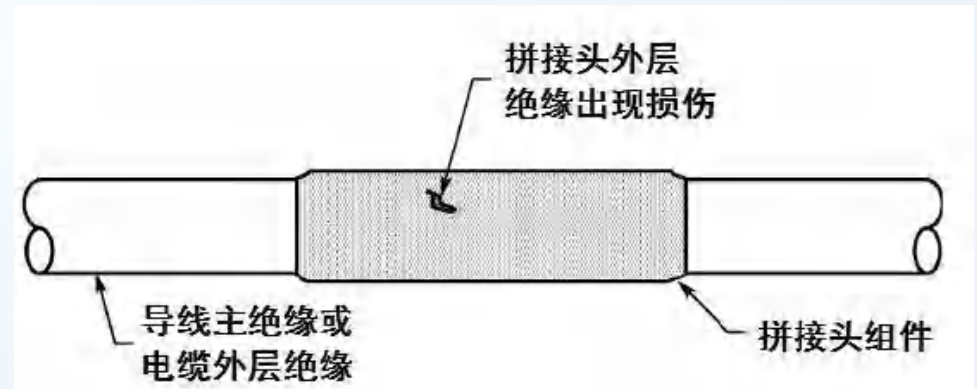 拼接头外层
绝缘出现损伤
导线主绝缘或
电缆外层绝缘
拼接头组件